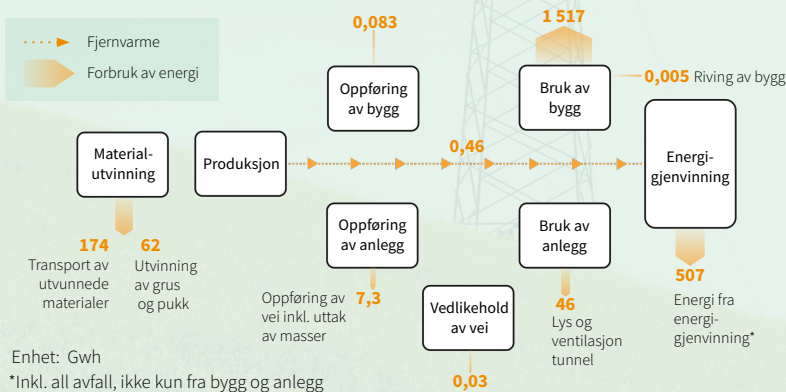 Fjernvarme
Forbruk av energi
0,083
1 517
Oppføring
av bygg
Bruk av
bygg
0,005 Riving av bygg
Material-
utvinning
Produksjon
0,46
Energi-
gjenvinning
Oppføring
av anlegg
Bruk av
anlegg
174
Transport av
utvunnede
materialer
62
Utvinning
av grus
og pukk
Oppføring av
vei inkl. uttak
av masser
7,3
Vedlikehold
av vei
0,03
46
Lys og
ventilasjon
tunnel
507
Energi fra
energi-
gjenvinning*
Enhet: Gwh
*Inkl. all avfall, ikke kun fra bygg og anlegg